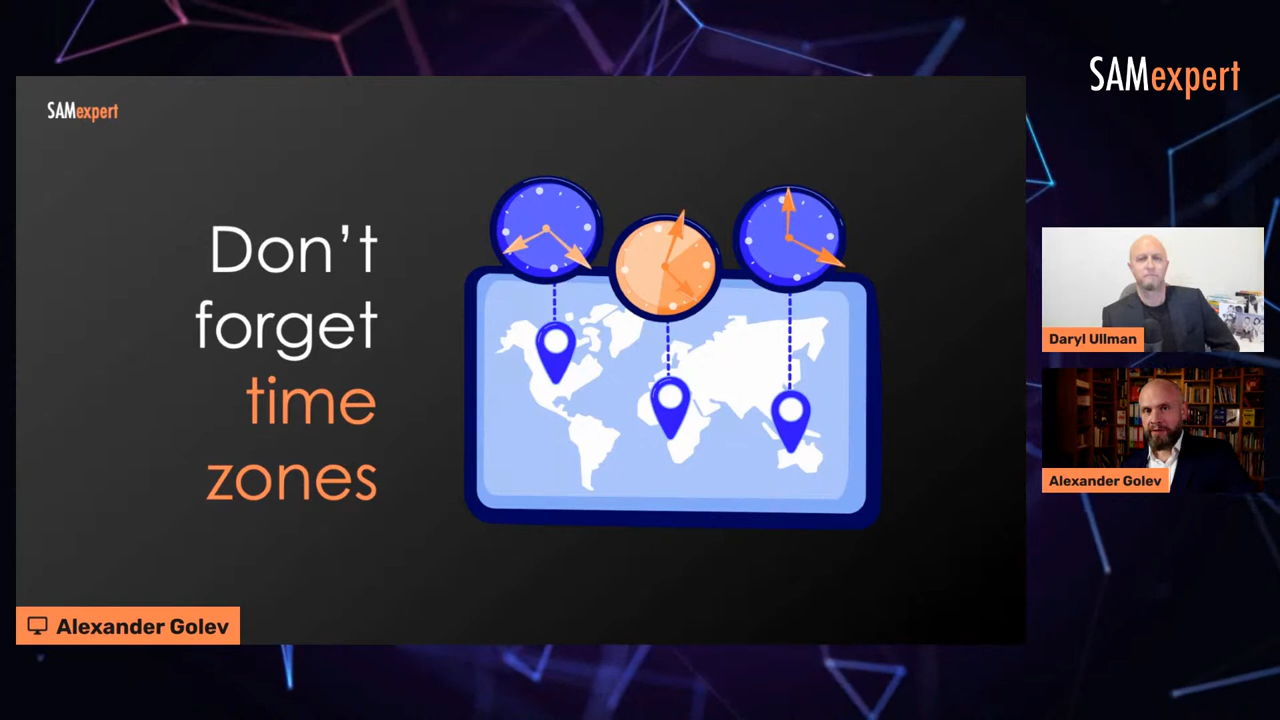 SAMexpert
SAMexpert
Don't
forget
time
zones
Daryl Ullman
Alexander Golev
Alexander Golev